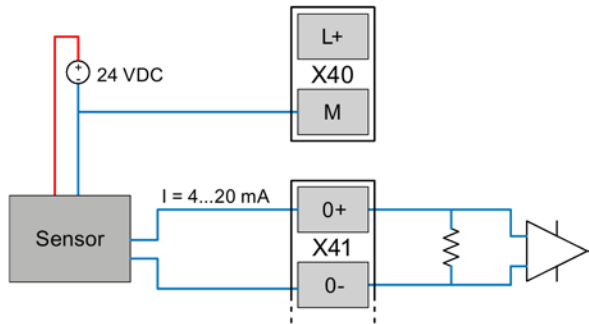 L+
+
-
24 VDC
X40
M
I = 4...20 mA
0+
Sensor
X41
0-